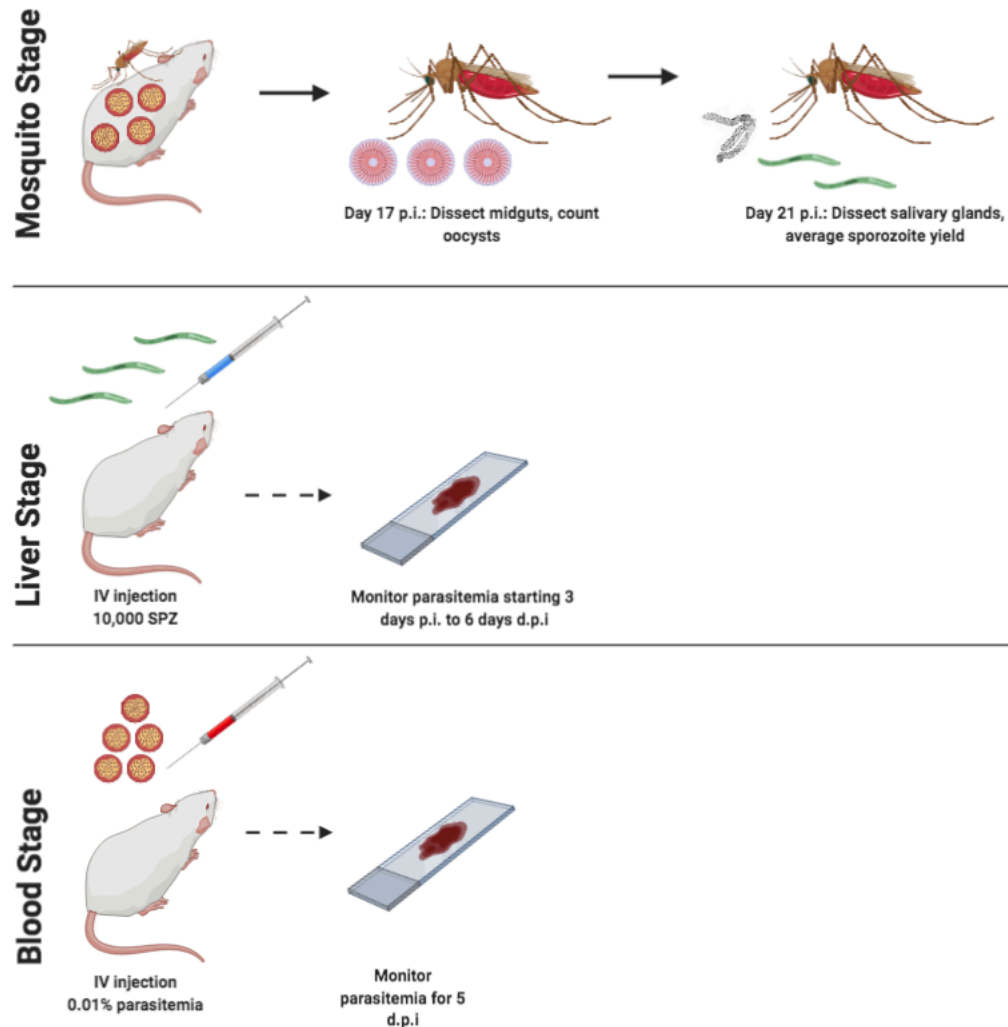 Mosquito Stage
Day 17 p.i.: Dissect midguts, count
oocysts
Day 21 p.i.: Dissect salivary glands,
average sporozoite yield
Liver Stage
IV injection
10,000 SPZ
Monitor parasitemia starting 3
days p.i. to 6 days d.p.i
Blood Stage
IV injection
0.01% parasitemia
Monitor
parasitemia for 5
d.p.i